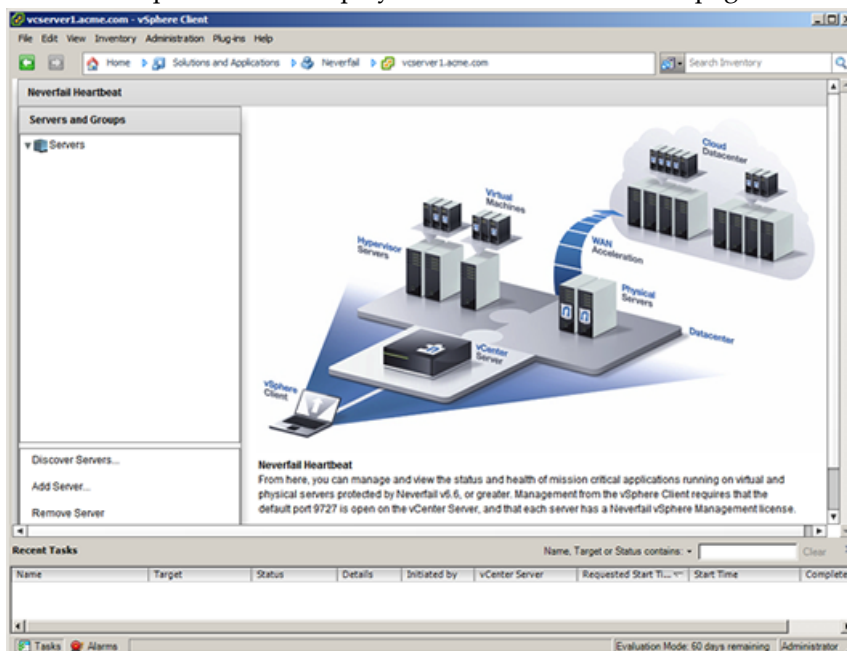 vcserver1.acme.com - vSphere Client
File Edit View Inventory Administration Plug-ins Help
Home Solutions and Applications Neverfail vcserver1.acme.com Search Inventory
Neverfail Heartbeat
Servers and Groups
Servers
Cloud
Datacenter
Virtual
Machines
Hypervisor
Servers
WAN
Acceleration
Physical
Servers
Datacenter
vCenter
Server
vSphere
Client
Discover Servers...
Add Server...
Remove Server
Neverfail Heartbeat
From here, you can manage and view the status and health of mission critical applications running on virtual and
physical servers protected by Neverfail v6.6, or greater. Management from the vSphere Client requires that the
default port 9727 is open on the vCenter Server, and that each server has a Neverfail vSphere Management license.
Recent Tasks Name, Target or Status contains: Clear
Name Target Status Details Initiated by vCenter Server Requested Start Ti... Start Time Complete
Tasks Alarms Evaluation Mode: 60 days remaining Administrator